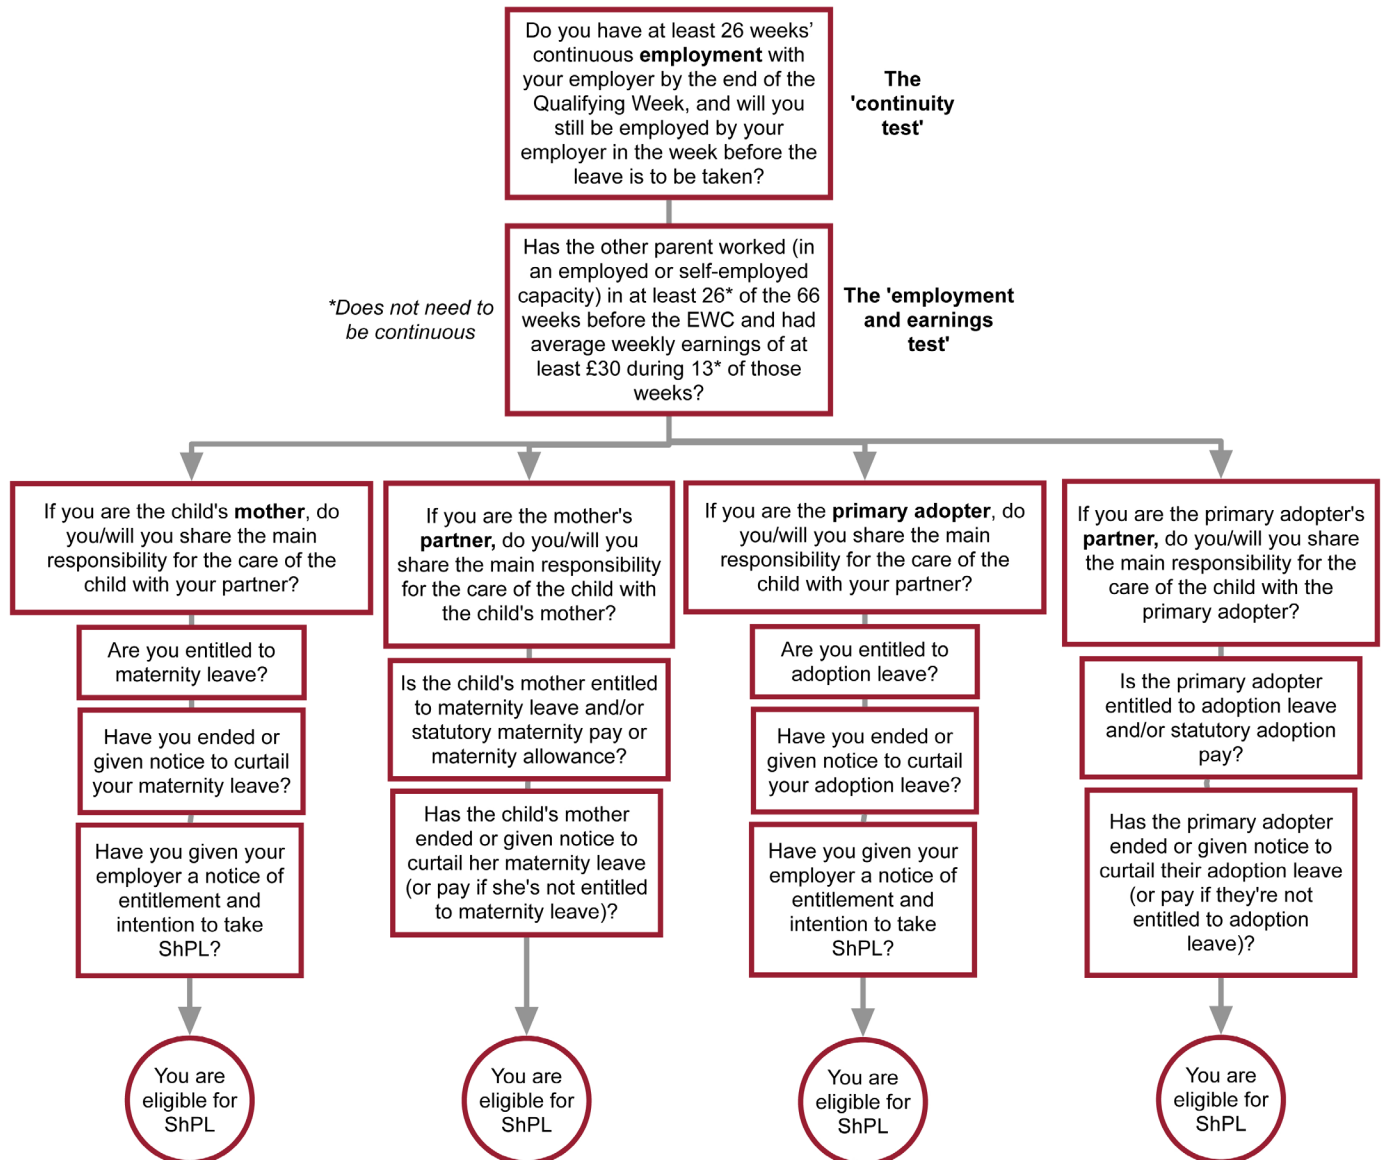 Do you have at least 26 weeks’
continuous employment with
your employer by the end of the
Qualifying Week, and will you
still be employed by your
employer in the week before the
leave is to be taken?
The
'continuity
test'
Has the other parent worked (in
an employed or self-employed
capacity) in at least 26* of the 66
weeks before the EWC and had
average weekly earnings of at
least £30 during 13* of those
weeks?
*Does not need to
be continuous
The 'employment
and earnings
test'
If you are the child's mother, do
you/will you share the main
responsibility for the care of the
child with your partner?
Are you entitled to
maternity leave?
Have you ended or
given notice to curtail
your maternity leave?
Have you given your
employer a notice of
entitlement and
intention to take
ShPL?
You are
eligible for
ShPL
If you are the mother's
partner, do you/will you
share the main responsibility
for the care of the child with
the child's mother?
Is the child's mother entitled
to maternity leave and/or
statutory maternity pay or
maternity allowance?
Has the child's mother
ended or given notice to
curtail her maternity leave
(or pay if she's not entitled
to maternity leave)?
You are
eligible for
ShPL
If you are the primary adopter, do
you/will you share the main
responsibility for the care of the
child with your partner?
Are you entitled to
adoption leave?
Have you ended or
given notice to curtail
your adoption leave?
Have you given your
employer a notice of
entitlement and
intention to take
ShPL?
You are
eligible for
ShPL
If you are the primary adopter's
partner, do you/will you share
the main responsibility for the
care of the child with the
primary adopter?
Is the primary adopter
entitled to adoption leave
and/or statutory adoption
pay?
Has the primary adopter
ended or given notice to
curtail their adoption leave
(or pay if they're not
entitled to adoption
leave)?
You are
eligible for
ShPL